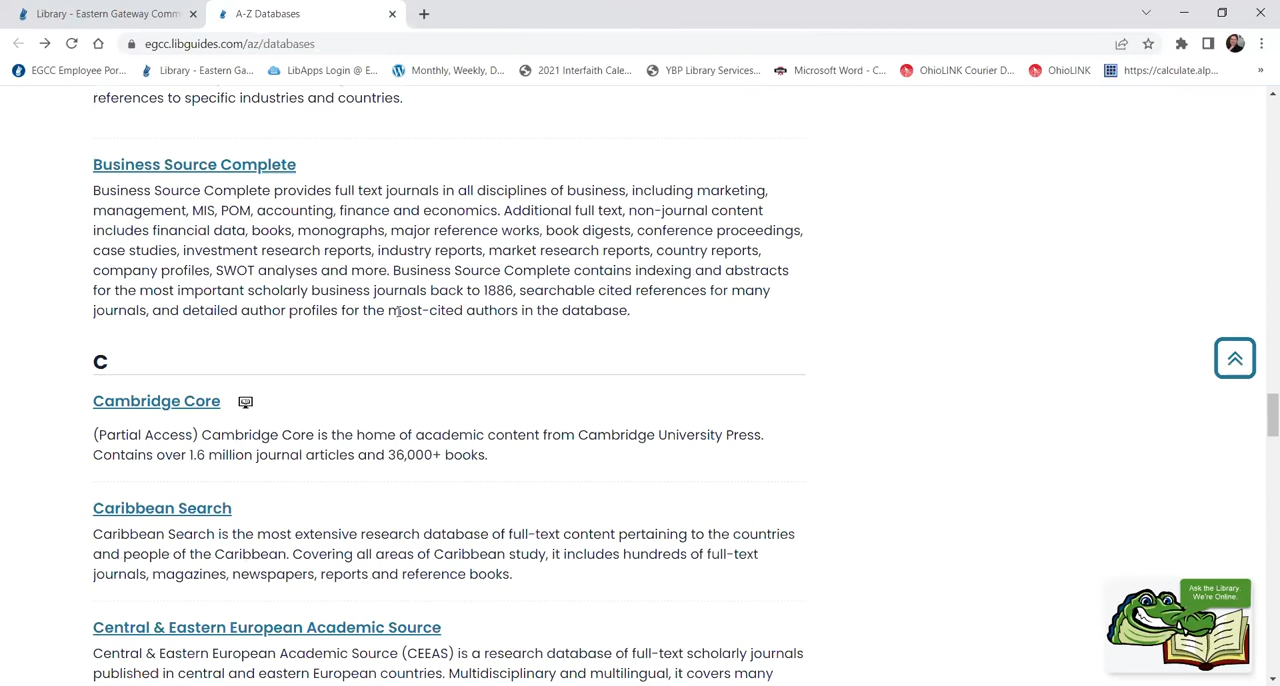 Library - Eastern Gateway Comm
A-Z Databases
egcc.libguides.com/az/databases
EGCC Employee Por...
Library - Eastern Ga...
LibApps Login @ E...
Monthly, Weekly, D...
2021 Interfaith Cale...
YBP Library Services...
Microsoft Word - C...
OhioLINK Courier D...
OhioLINK
https://calculate.alp...
»
references to specific industries and countries.
Business Source Complete
Business Source Complete provides full text journals in all disciplines of business, including marketing,
management, MIS, POM, accounting, finance and economics. Additional full text, non-journal content
includes financial data, books, monographs, major reference works, book digests, conference proceedings,
case studies, investment research reports, industry reports, market research reports, country reports,
company profiles, SWOT analyses and more. Business Source Complete contains indexing and abstracts
for the most important scholarly business journals back to 1886, searchable cited references for many
journals, and detailed author profiles for the most-cited authors in the database.
C
Cambridge Core
(Partial Access) Cambridge Core is the home of academic content from Cambridge University Press.
Contains over 1.6 million journal articles and 36,000+ books.
Caribbean Search
Caribbean Search is the most extensive research database of full-text content pertaining to the countries
and people of the Caribbean. Covering all areas of Caribbean study, it includes hundreds of full-text
journals, magazines, newspapers, reports and reference books.
Ask the Library.
We're Online.
Central & Eastern European Academic Source
Central & Eastern European Academic Source (CEEAS) is a research database of full-text scholarly journals
published in central and eastern European countries. Multidisciplinary and multilingual, it covers many